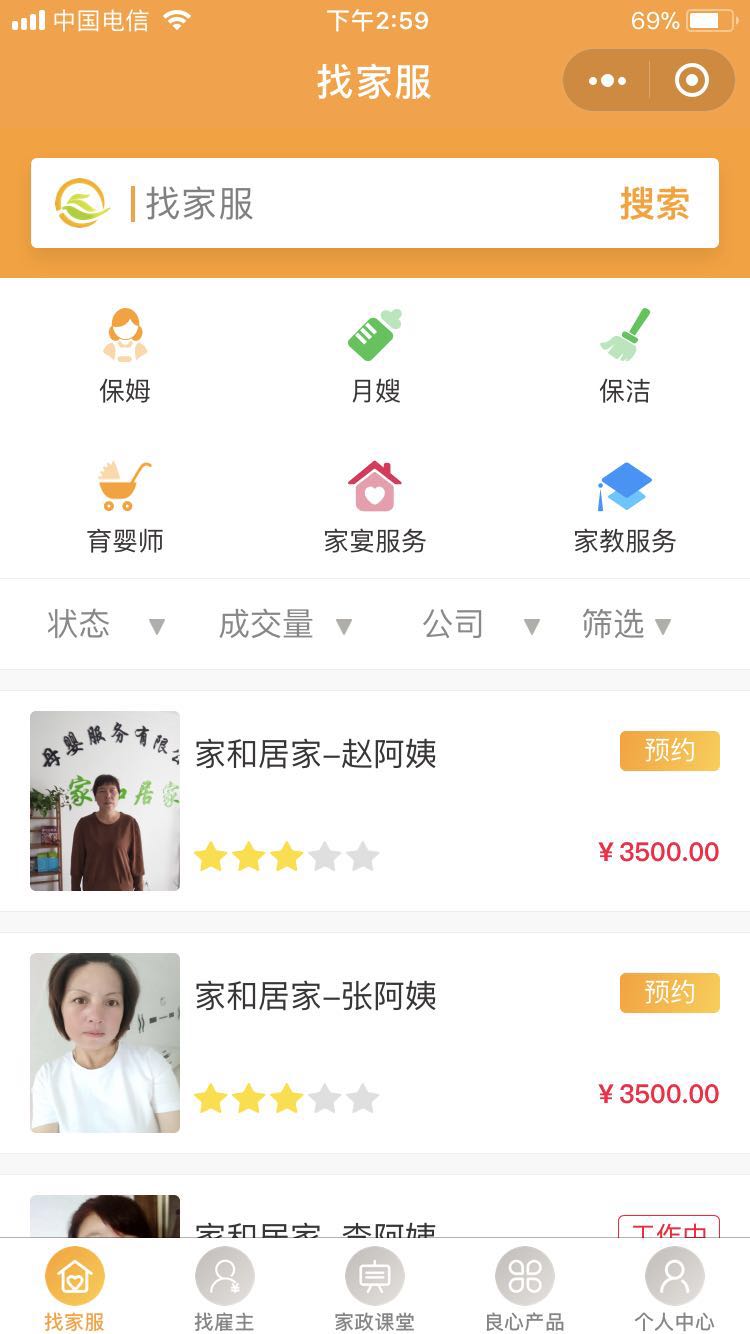 中国电信 下午2:59 69%
找家服
找家服 搜索
保姆 月嫂 保洁
育婴师 家宴服务 家教服务
状态 ▼ 成交量 ▼ 公司 ▼ 筛选 ▼
母婴服务有限公
家和居家
家和居家–赵阿姨 预约
¥ 3500.00
家和居家–张阿姨 预约
¥ 3500.00
家和居家–李阿姨 工作中
找家服 找雇主 家政课堂 良心产品 个人中心